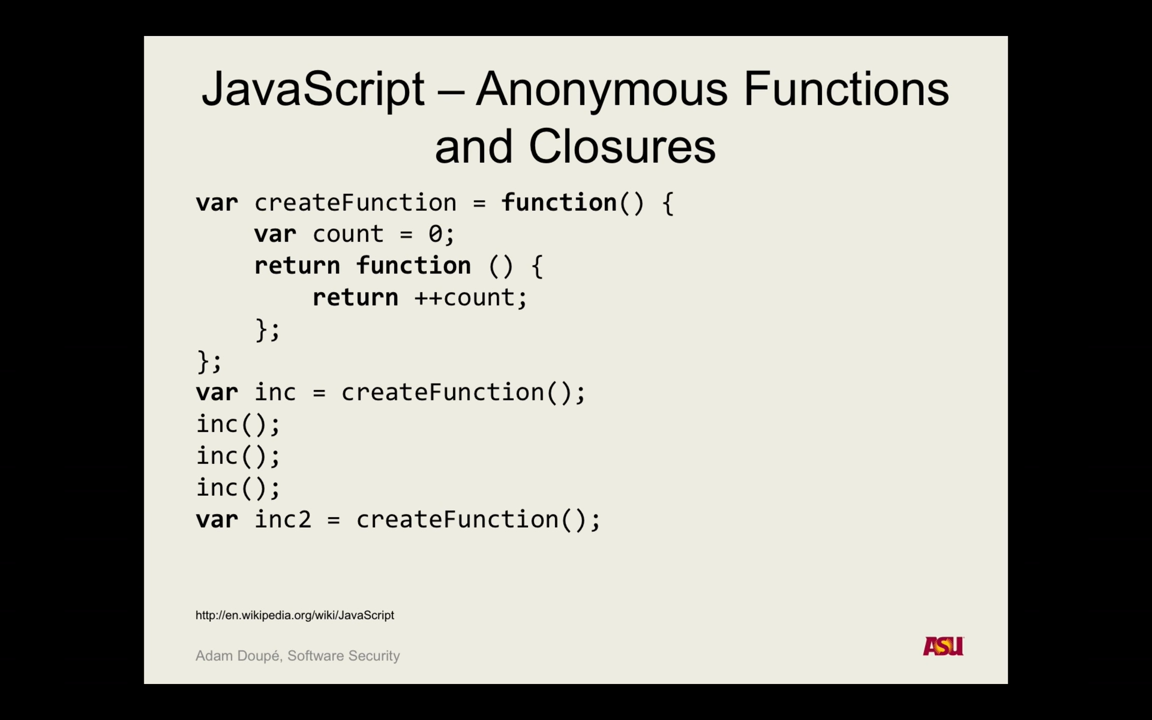 JavaScript – Anonymous Functions
and Closures
var createFunction = function() {
    var count = 0;
    return function () {
        return ++count;
    };
};
var inc = createFunction();
inc();
inc();
inc();
var inc2 = createFunction();
http://en.wikipedia.org/wiki/JavaScript
Adam Doupé, Software Security
ASU